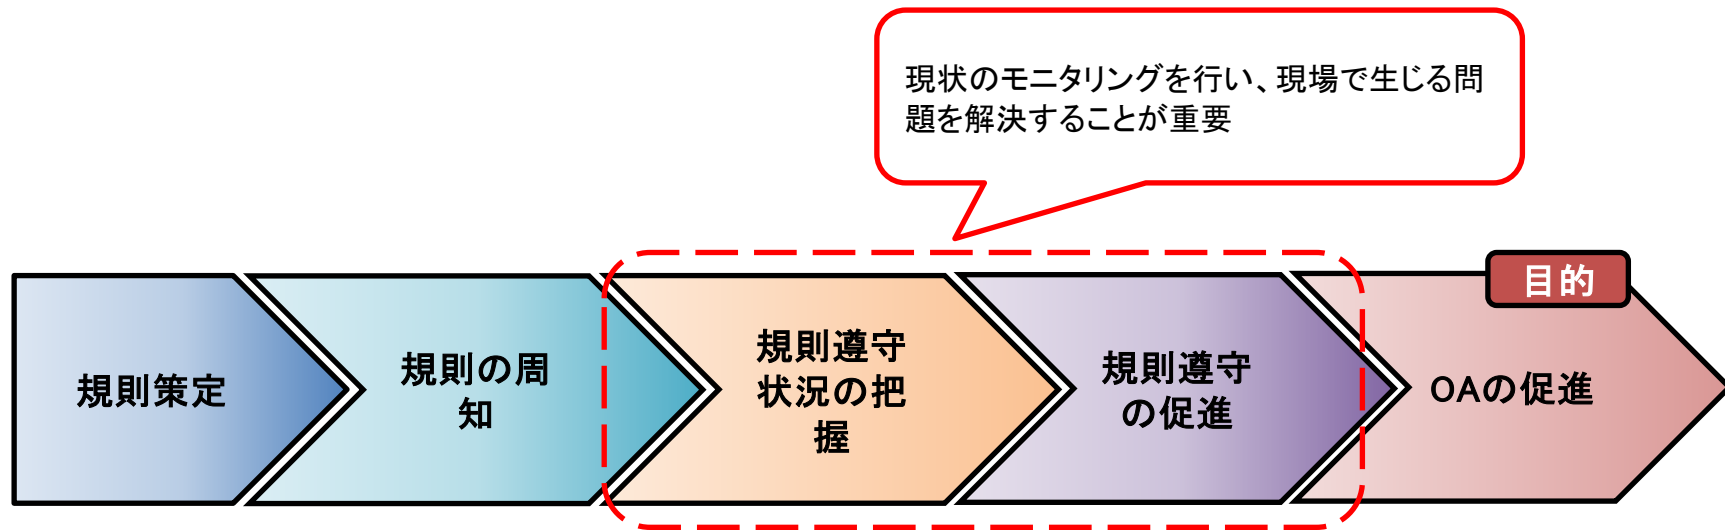 現状のモニタリングを行い、現場で生じる問
題を解決することが重要
目的
規則策定
規則の周
知
規則遵守
状況の把
握
規則遵守
の促進
OAの促進